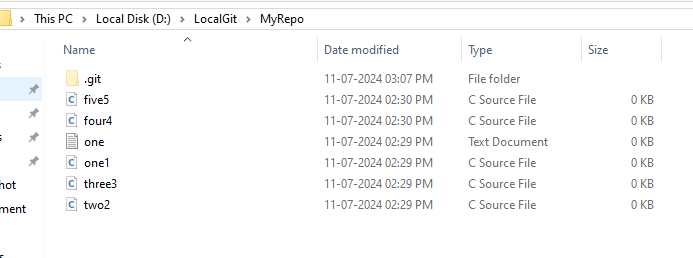 This PC > Local Disk (D:) > LocalGit > MyRepo
Name Date modified Type Size
.git 11-07-2024 03:07 PM File folder
five5 11-07-2024 02:30 PM C Source File 0 KB
four4 11-07-2024 02:30 PM C Source File 0 KB
one 11-07-2024 02:29 PM Text Document 0 KB
one1 11-07-2024 02:29 PM C Source File 0 KB
three3 11-07-2024 02:29 PM C Source File 0 KB
two2 11-07-2024 02:29 PM C Source File 0 KB
hot
ment